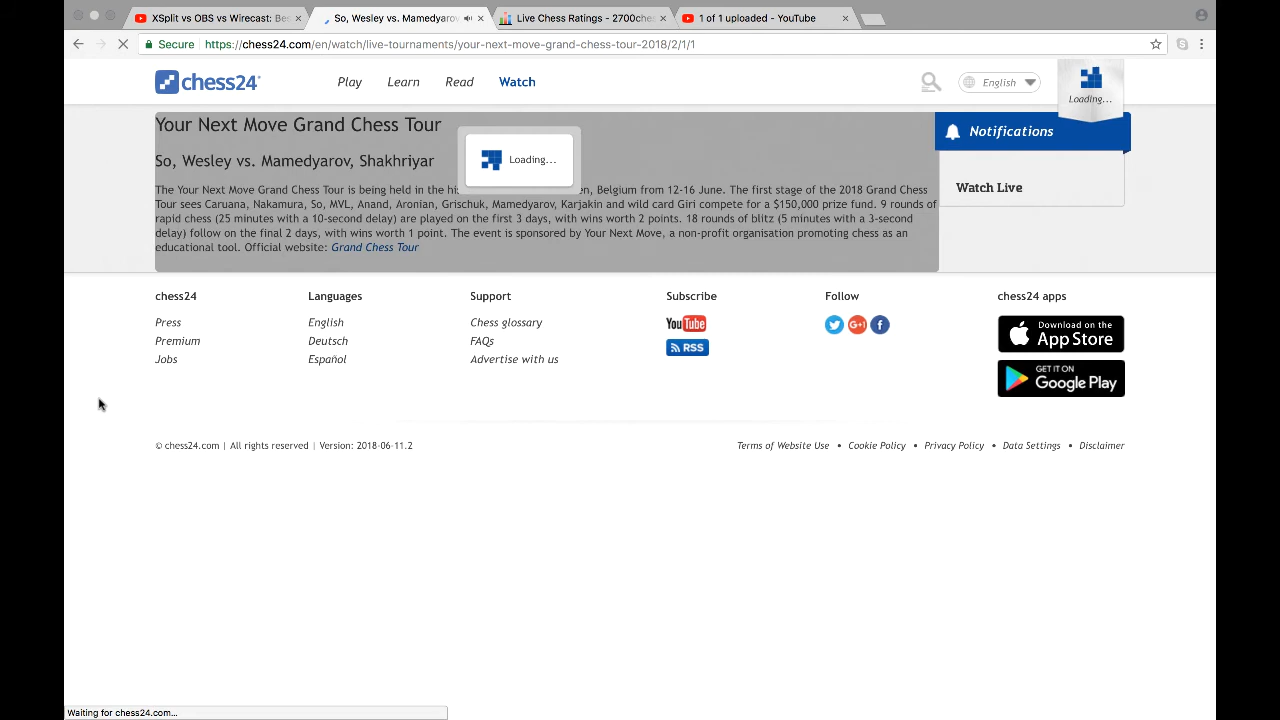 XSplit vs OBS vs Wirecast: Bes
So, Wesley vs. Mamedyarov
Live Chess Ratings - 2700ches
1 of 1 uploaded - YouTube
Secure https://chess24.com/en/watch/live-tournaments/your-next-move-grand-chess-tour-2018/2/1/1
chess24 Play Learn Read Watch English Loading...
Your Next Move Grand Chess Tour
So, Wesley vs. Mamedyarov, Shakhriyar
Loading...
The Your Next Move Grand Chess Tour is being held in the his en, Belgium from 12-16 June. The first stage of the 2018 Grand Chess
Tour sees Caruana, Nakamura, So, MVL, Anand, Aronian, Grischuk, Mamedyarov, Karjakin and wild card Giri compete for a $150,000 prize fund. 9 rounds of
rapid chess (25 minutes with a 10-second delay) are played on the first 3 days, with wins worth 2 points. 18 rounds of blitz (5 minutes with a 3-second
delay) follow on the final 2 days, with wins worth 1 point. The event is sponsored by Your Next Move, a non-profit organisation promoting chess as an
educational tool. Official website: Grand Chess Tour
Notifications
Watch Live
chess24
Press
Premium
Jobs
Languages
English
Deutsch
Español
Support
Chess glossary
FAQs
Advertise with us
Subscribe
YouTube
RSS
Follow
chess24 apps
Download on the
App Store
GET IT ON
Google Play
© chess24.com | All rights reserved | Version: 2018-06-11.2
Terms of Website Use • Cookie Policy • Privacy Policy • Data Settings • Disclaimer
Waiting for chess24.com...